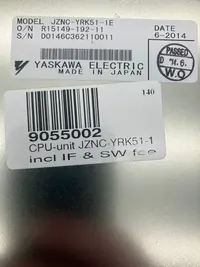 MODEL JZNC-YRK51-1E
O/N R15149-192-11
S/N D0146C362110011
YASKAWA ELECTRIC
MADE IN JAPAN
DATE
6-2014
PASSED
W.O
140
9055002
CPU-unit JZNC-YRK51-1
incl IF & SW fee